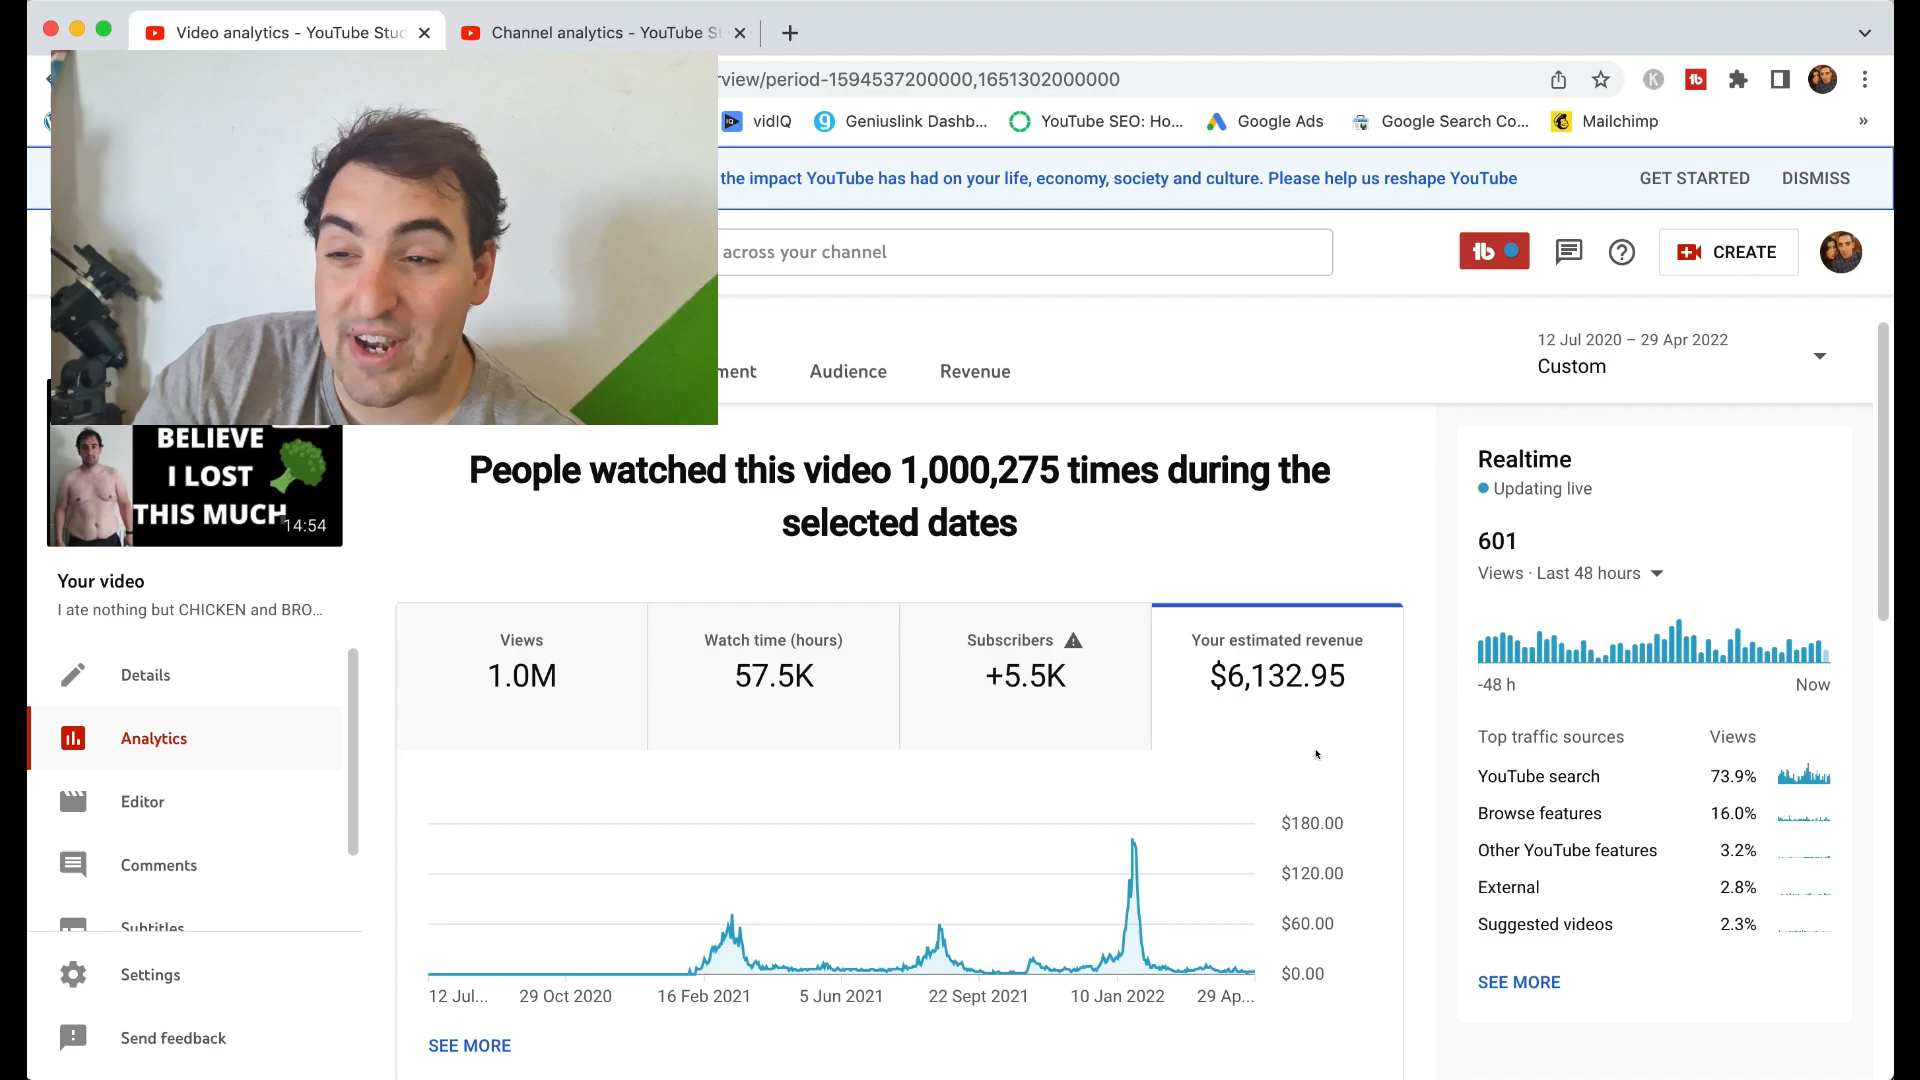 Video analytics - YouTube Stud
Channel analytics - YouTube St
rview/period-1594537200000,1651302000000
vidIQ
Geniuslink Dashb...
YouTube SEO: Ho...
Google Ads
Google Search Co...
Mailchimp
»
the impact YouTube has had on your life, economy, society and culture. Please help us reshape YouTube
GET STARTED
DISMISS
across your channel
CREATE
ment
Audience
Revenue
12 Jul 2020 – 29 Apr 2022
Custom
BELIEVE
I LOST
THIS MUCH
14:54
Your video
I ate nothing but CHICKEN and BRO...
Details
Analytics
Editor
Comments
Subtitles
Settings
Send feedback
People watched this video 1,000,275 times during the
selected dates
Views
1.0M
Watch time (hours)
57.5K
Subscribers
+5.5K
Your estimated revenue
$6,132.95
$180.00
$120.00
$60.00
$0.00
12 Jul...
29 Oct 2020
16 Feb 2021
5 Jun 2021
22 Sept 2021
10 Jan 2022
29 Ap...
SEE MORE
Realtime
Updating live
601
Views · Last 48 hours
-48 h
Now
Top traffic sources
Views
YouTube search
73.9%
Browse features
16.0%
Other YouTube features
3.2%
External
2.8%
Suggested videos
2.3%
SEE MORE